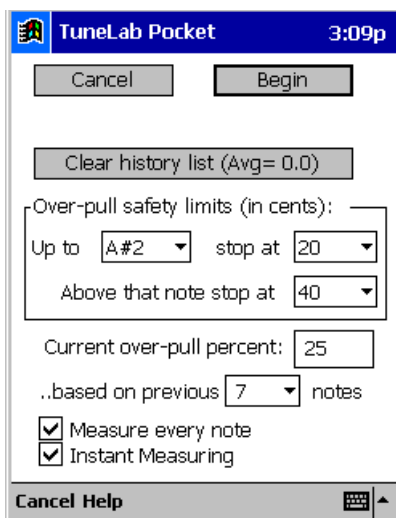 TuneLab Pocket 3:09p
Cancel Begin
Clear history list (Avg= 0.0)
Over-pull safety limits (in cents):
Up to A#2 stop at 20
Above that note stop at 40
Current over-pull percent: 25
..based on previous 7 notes
Measure every note
Instant Measuring
Cancel Help